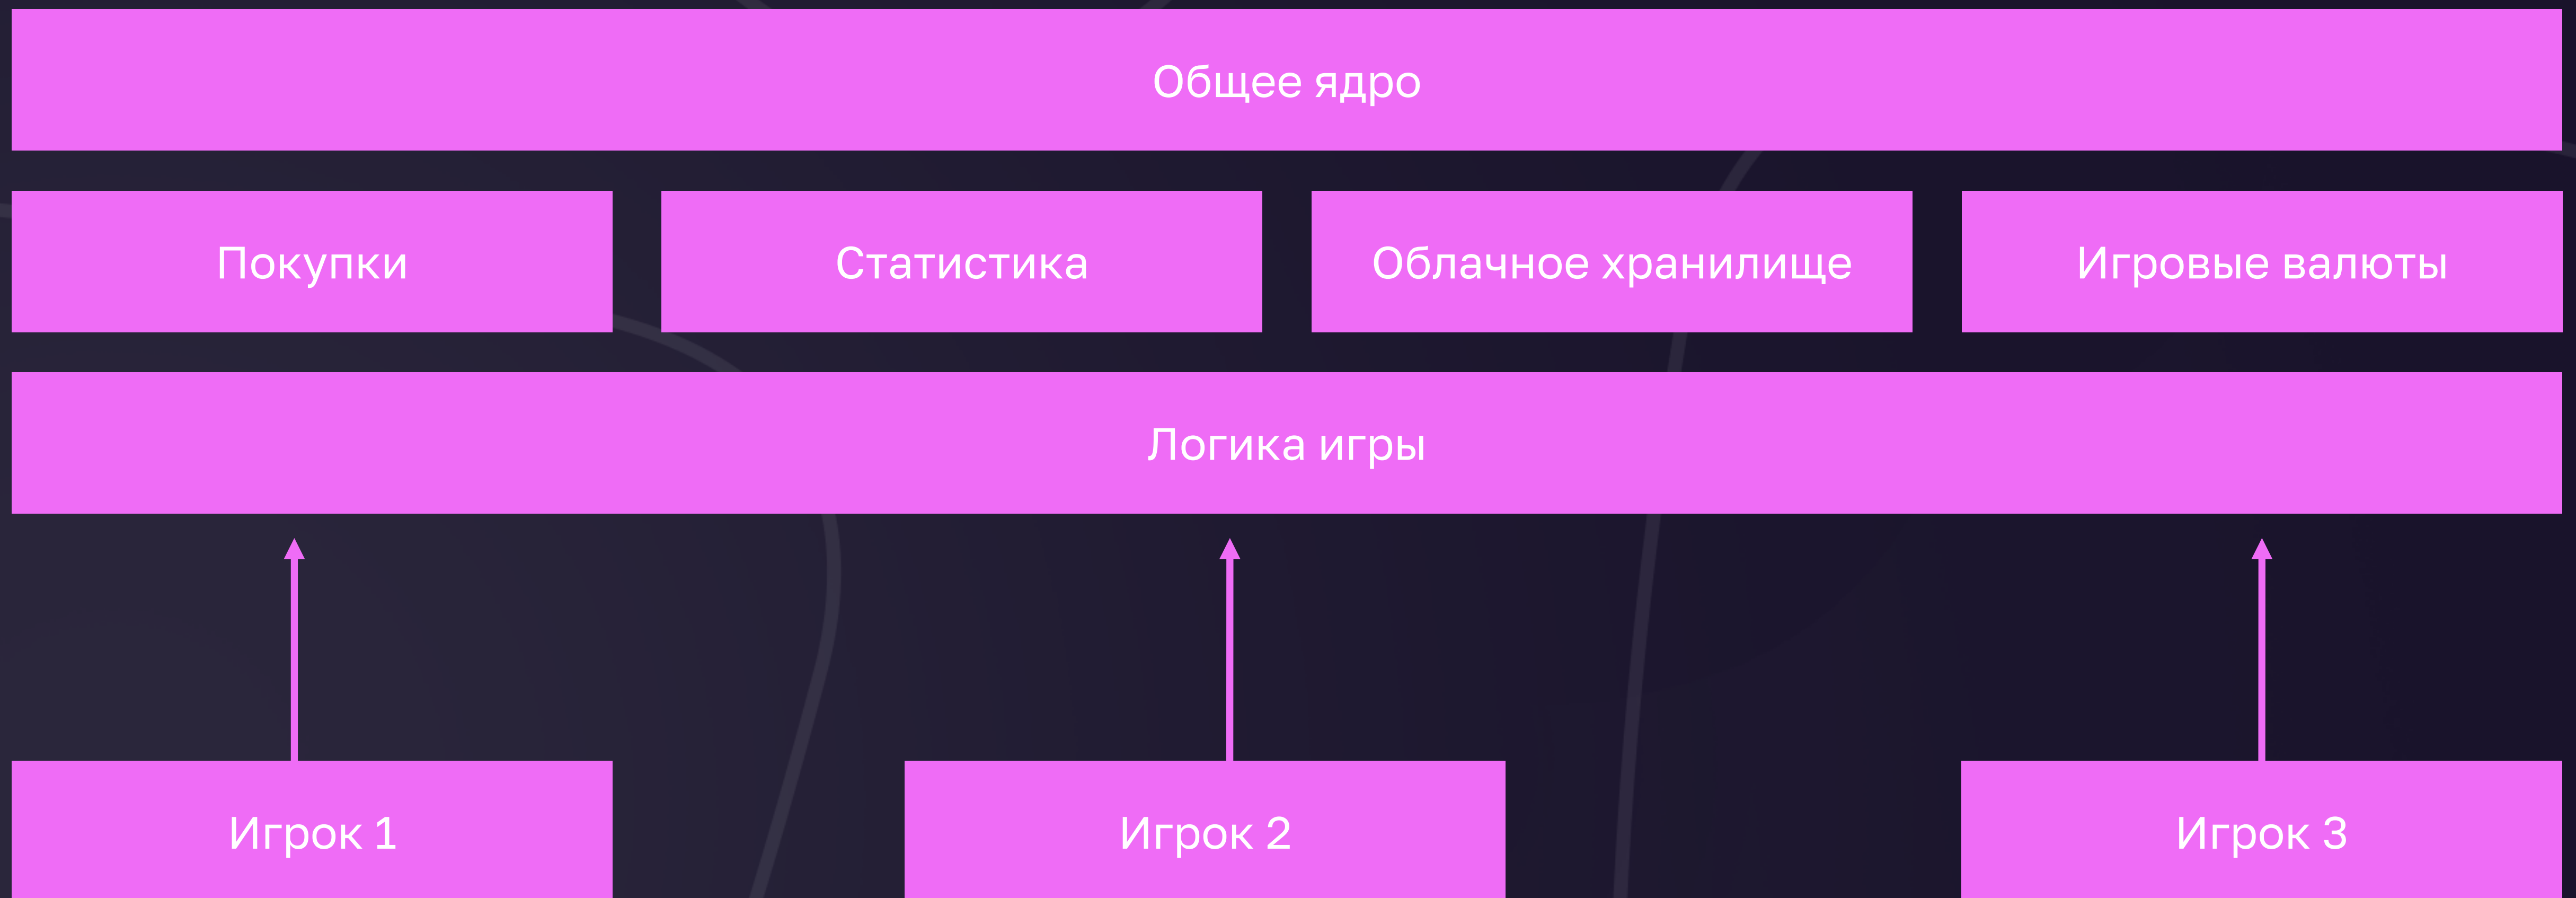 Общее ядро
Покупки
Статистика
Облачное хранилище
Игровые валюты
Логика игры
Игрок 1
Игрок 2
Игрок 3